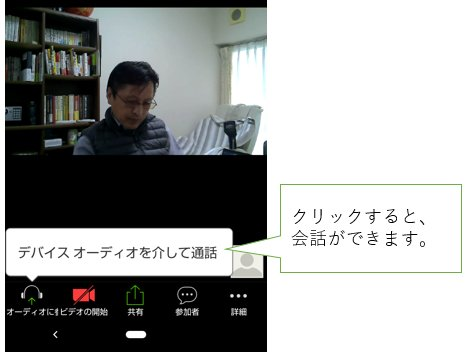 クリックすると、
会話ができます。
デバイス オーディオを介して通話
オーディオに
ビデオの開始
共有
参加者
詳細